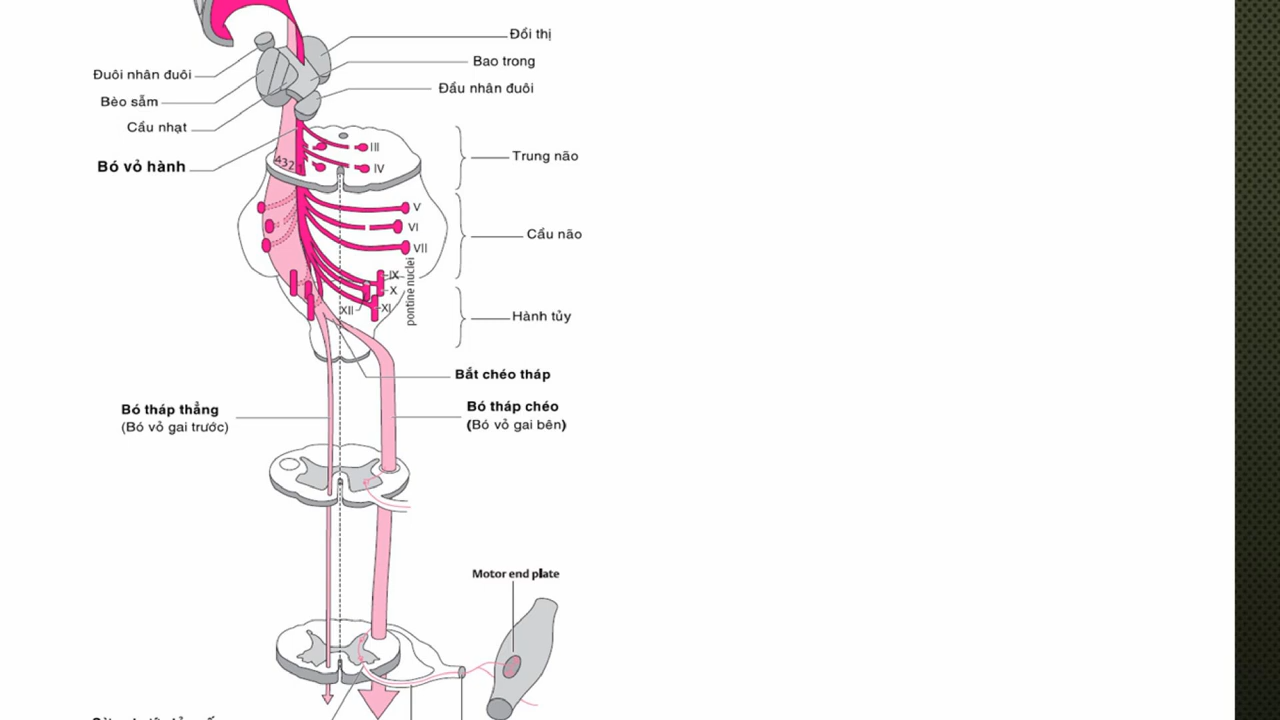 Đồi thị
Bao trong
Đuôi nhân đuôi
Đầu nhân đuôi
Bèo sẫm
Cầu nhạt
III
Bó vỏ hành
IV
432
Trung não
V
VI
Cầu não
VII
IX
X
XII
XI
pontine nuclei
Hành tủy
Bắt chéo tháp
Bó tháp thẳng
(Bó vỏ gai trước)
Bó tháp chéo
(Bó vỏ gai bên)
Motor end plate